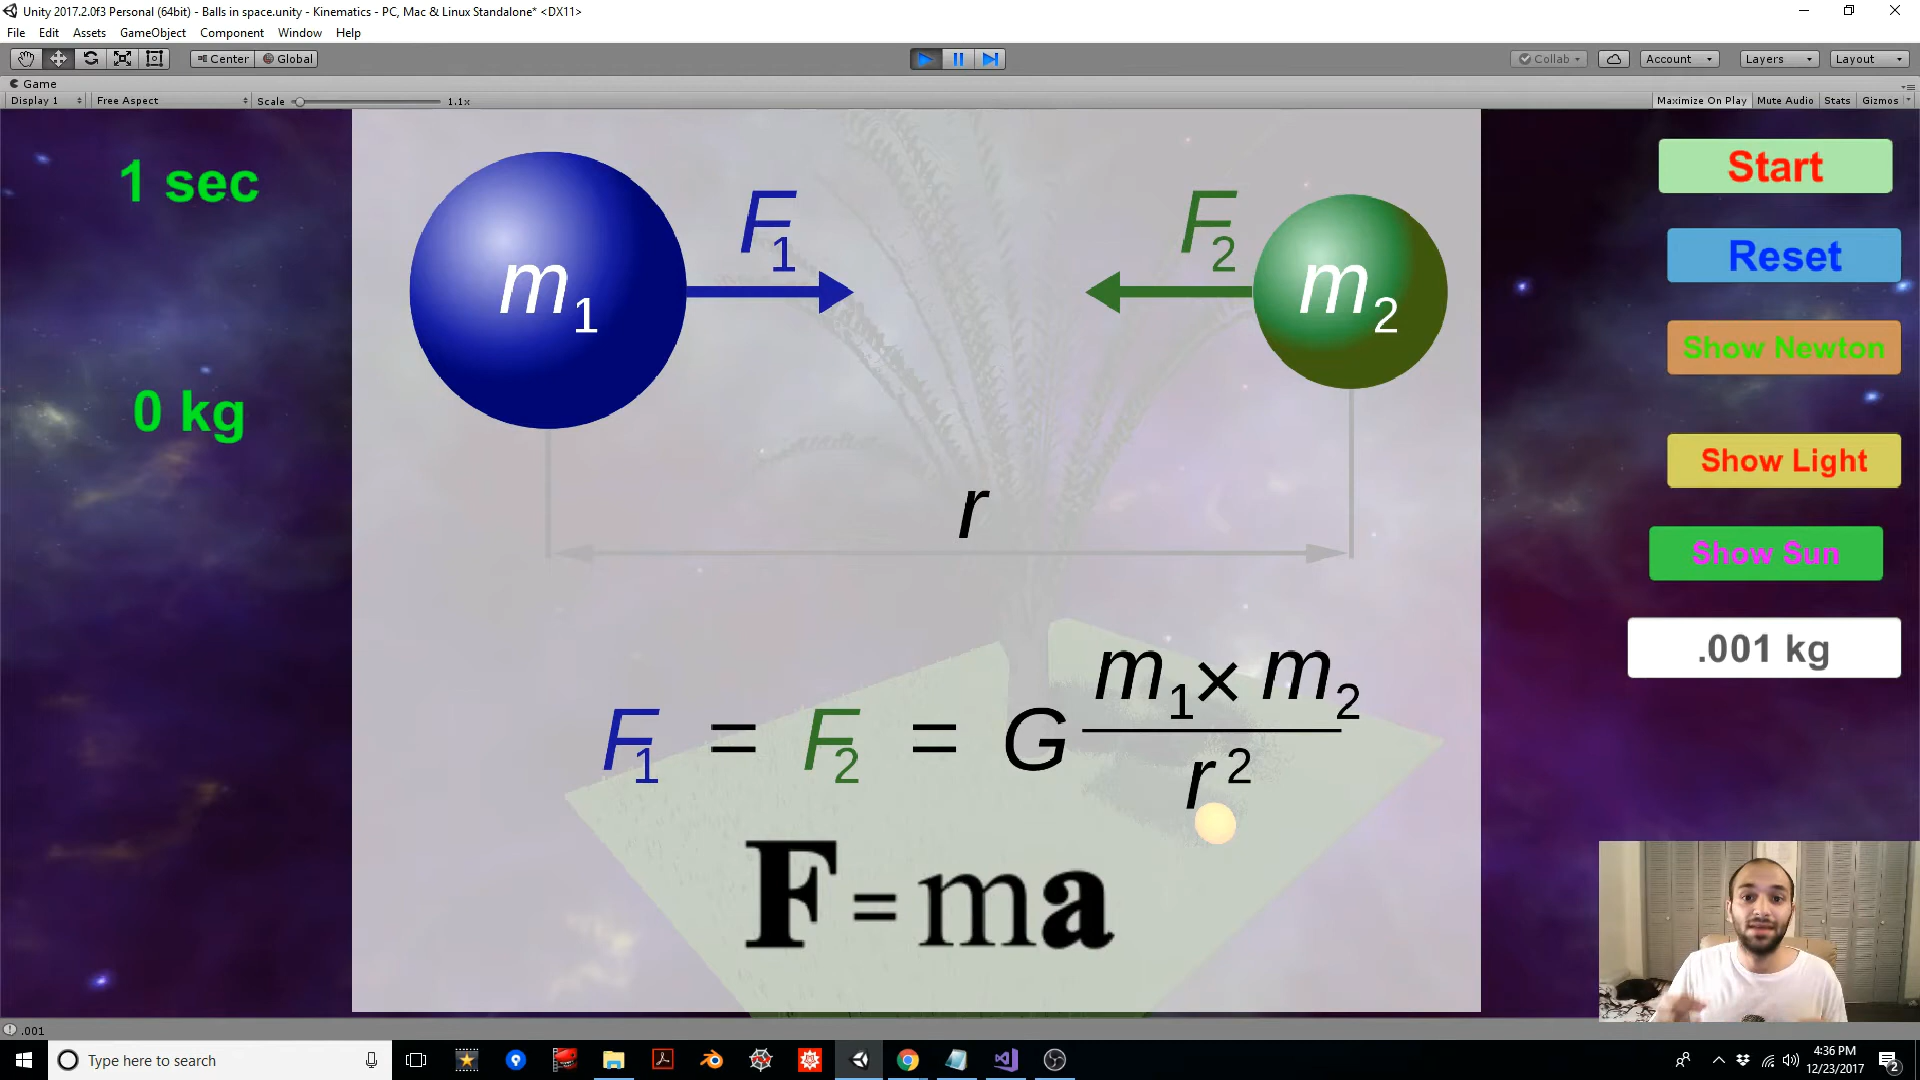 Unity 2017.2.0f3 Personal (64bit) - Balls in space.unity - Kinematics - PC, Mac & Linux Standalone* <DX11>
File Edit Assets GameObject Component Window Help
Center Global Collab Account Layers Layout
Game
Display 1 Free Aspect Scale 1.1x Maximize On Play Mute Audio Stats Gizmos
1 sec
0 kg
m1 F1 F2 m2
r
F1 = F2 = G m1 × m2
r2
F = ma
Start
Reset
Show Newton
Show Light
Show Sun
.001 kg
.001
Type here to search
4:36 PM
12/23/2017
2